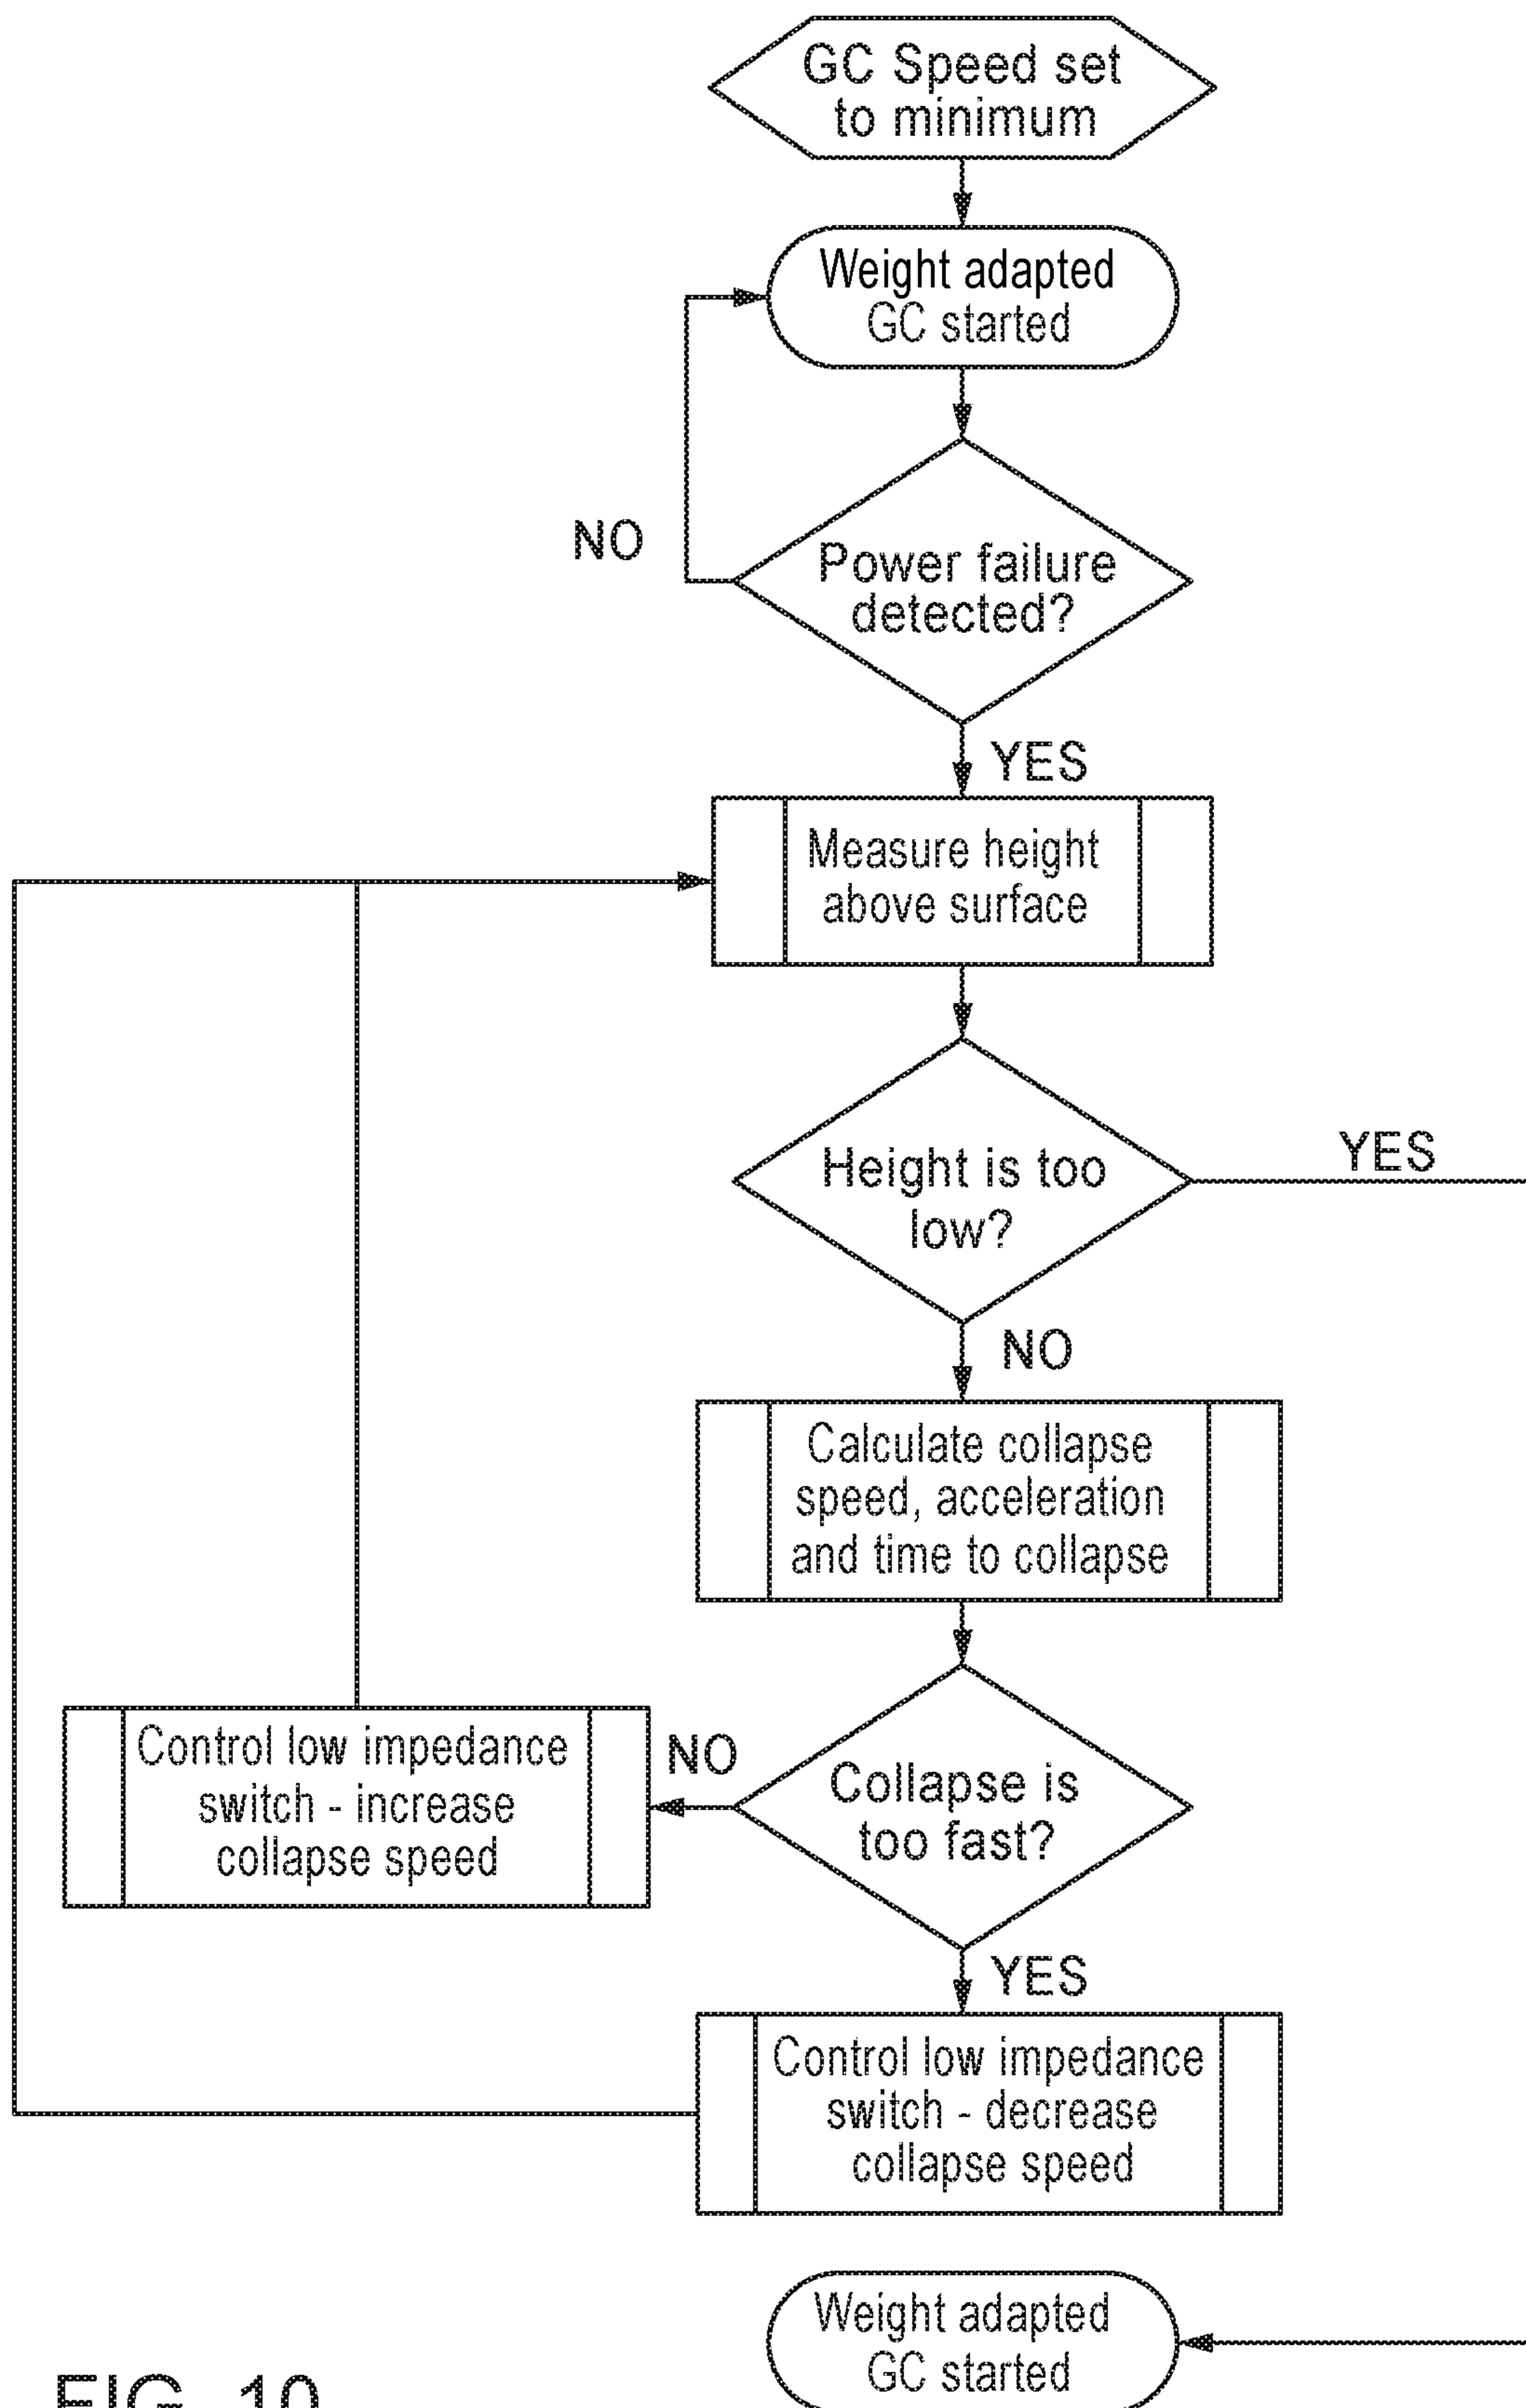 GC Speed set
to minimum
Weight adapted
GC started
NO
Power failure
detected?
YES
Measure height
above surface
YES
Height is too
low?
NO
Calculate collapse
speed, acceleration
and time to collapse
Control low impedance
switch - increase
collapse speed
NO
Collapse is
too fast?
YES
Control low impedance
switch - decrease
collapse speed
Weight adapted
GC started
FIG. 10